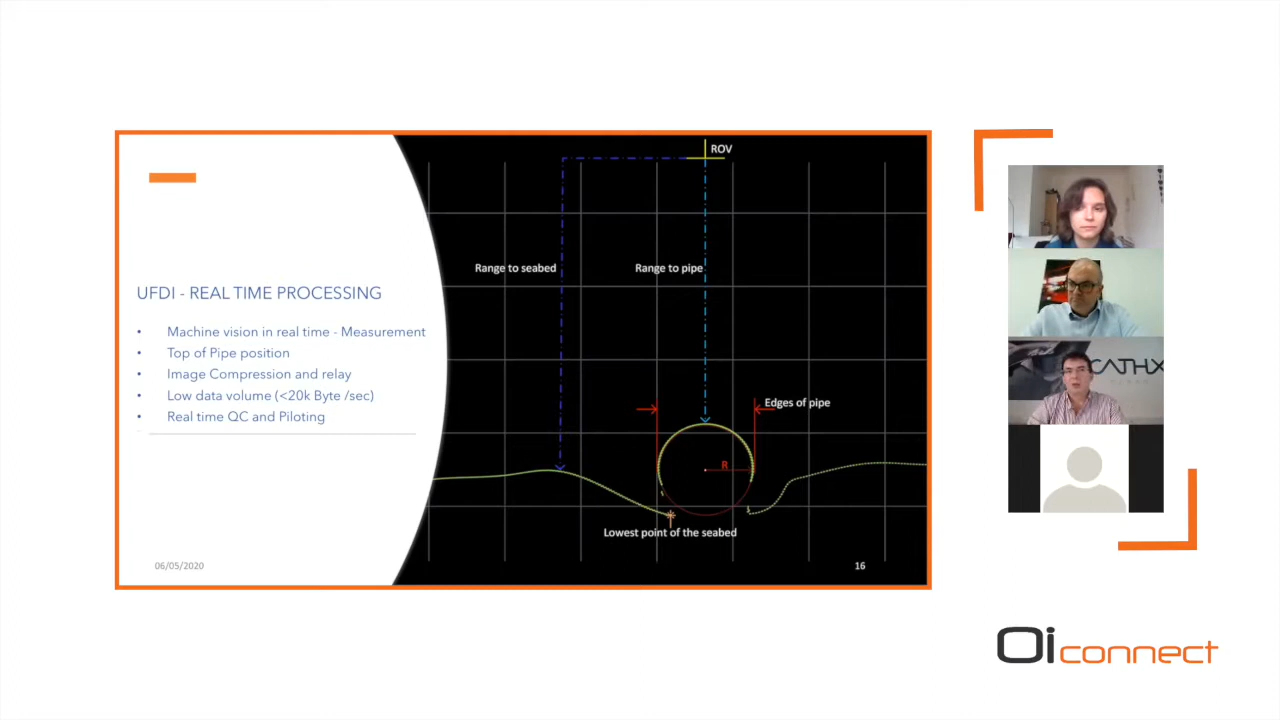 UFDI - REAL TIME PROCESSING
• Machine vision in real time - Measurement
• Top of Pipe position
• Image Compression and relay
• Low data volume (<20k Byte /sec)
• Real time QC and Piloting
06/05/2020
ROV
Range to seabed
Range to pipe
Edges of pipe
R
Lowest point of the seabed
16
CATHX
Oi connect